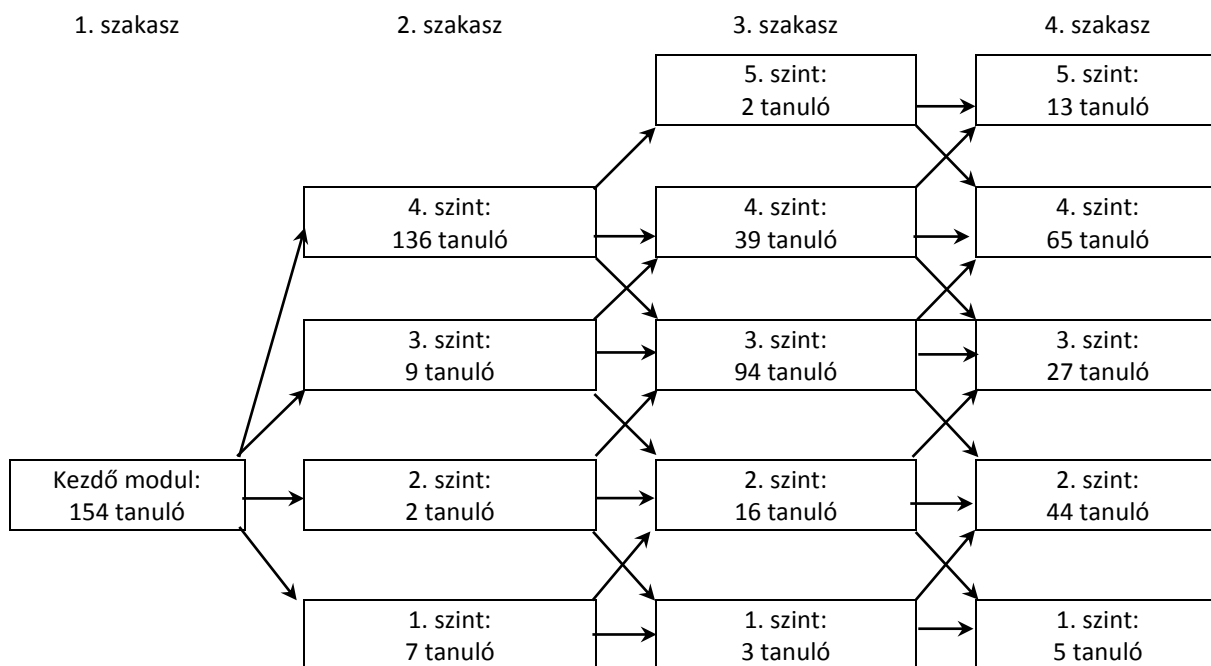 1. szakasz
2. szakasz
3. szakasz
4. szakasz
5. szint:
2 tanuló
5. szint:
13 tanuló
4. szint:
136 tanuló
4. szint:
39 tanuló
4. szint:
65 tanuló
3. szint:
9 tanuló
3. szint:
94 tanuló
3. szint:
27 tanuló
Kezdő modul:
154 tanuló
2. szint:
2 tanuló
2. szint:
16 tanuló
2. szint:
44 tanuló
1. szint:
7 tanuló
1. szint:
3 tanuló
1. szint:
5 tanuló